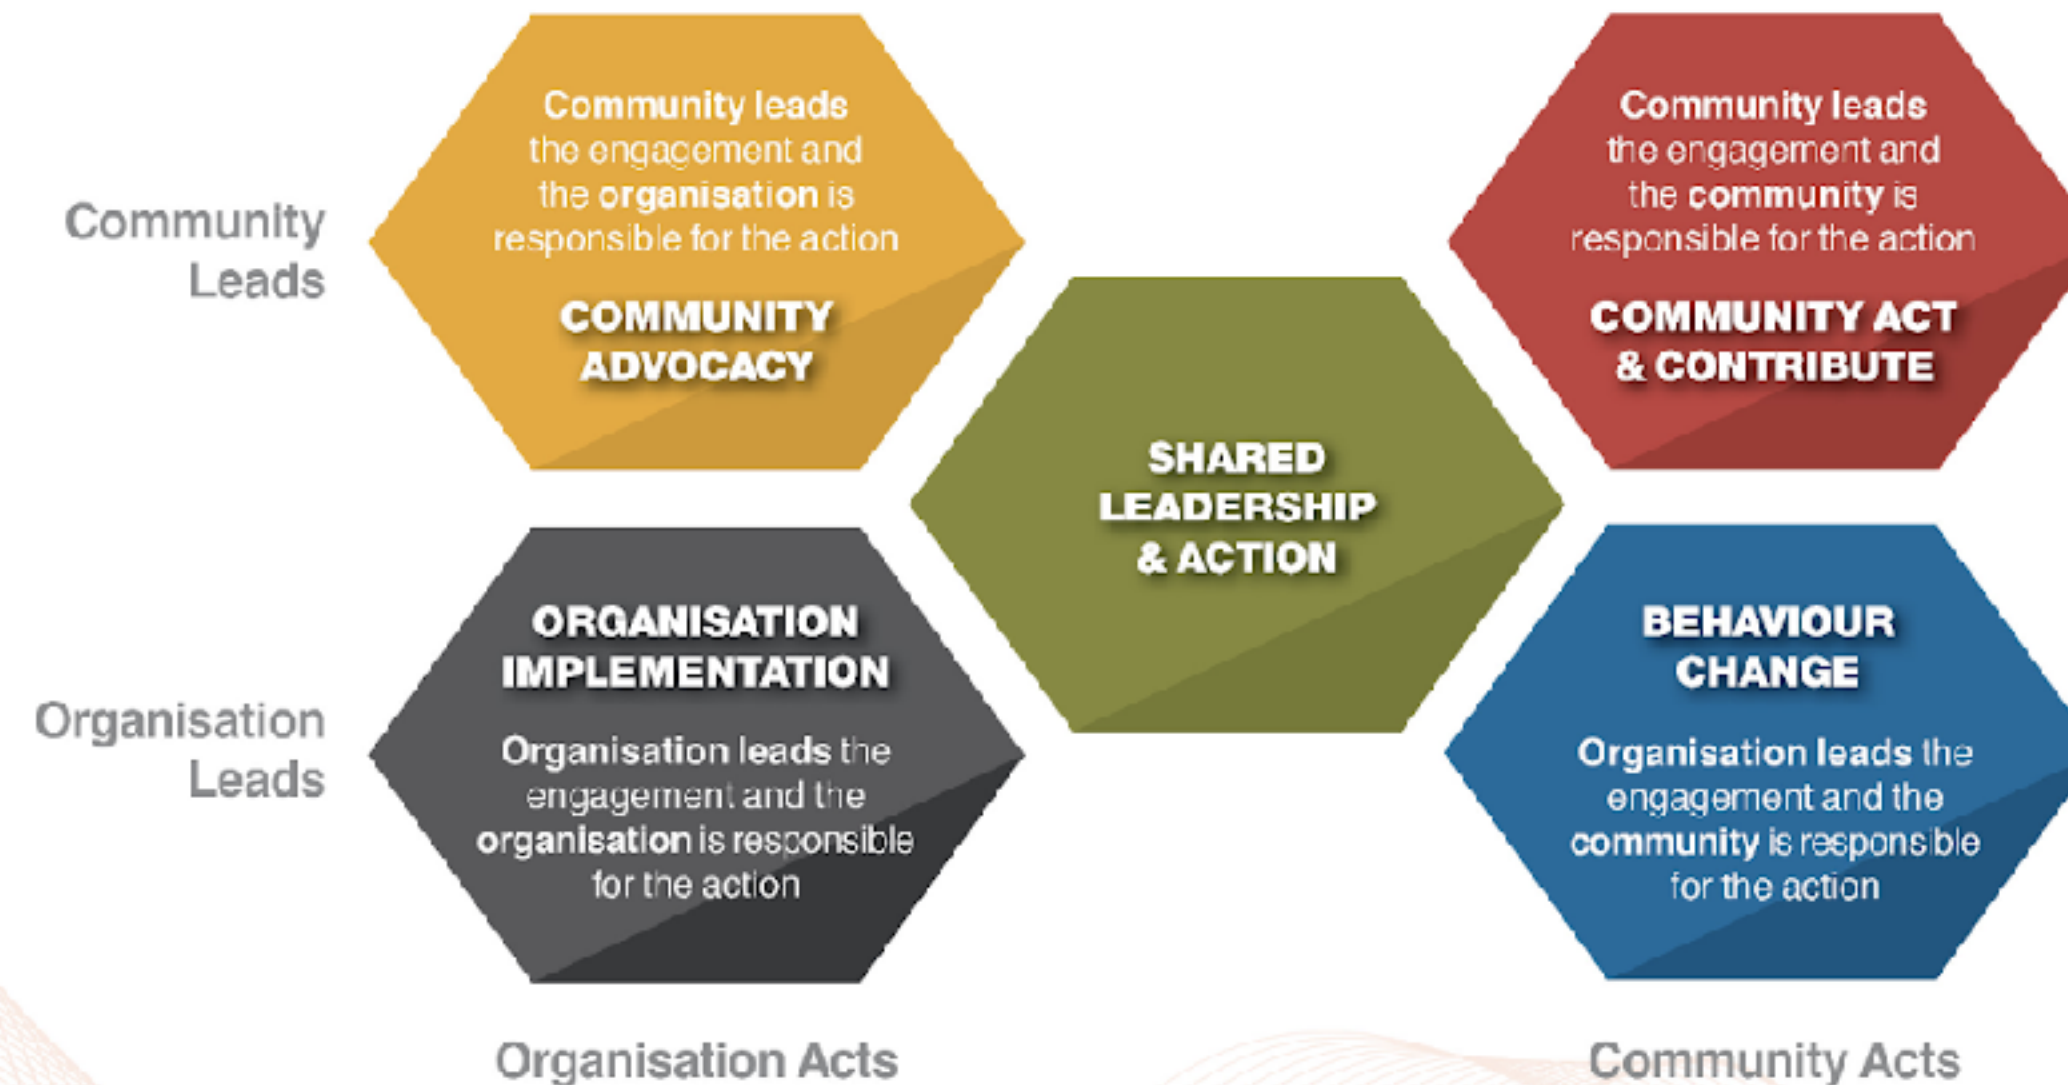 Community
Leads
Community leads
the engagement and
the organisation is
responsible for the action
COMMUNITY
ADVOCACY
Community leads
the engagement and
the community is
responsible for the action
COMMUNITY ACT
& CONTRIBUTE
SHARED
LEADERSHIP
& ACTION
Organisation
Leads
ORGANISATION
IMPLEMENTATION
Organisation leads the
engagement and the
organisation is responsible
for the action
BEHAVIOUR
CHANGE
Organisation leads the
engagement and the
community is responsible
for the action
Organisation Acts
Community Acts